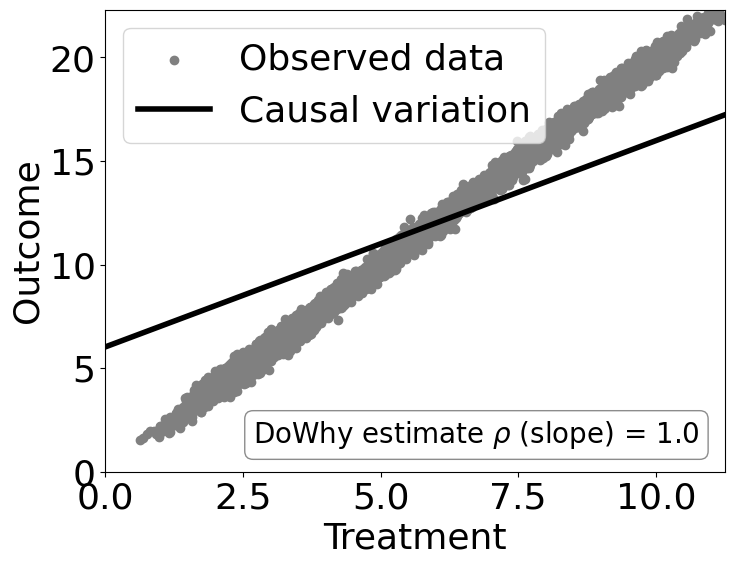 Observed data
Causal variation
Outcome
20
15
10
5
0
DoWhy estimate ρ (slope) = 1.0
0.0 2.5 5.0 7.5 10.0
Treatment